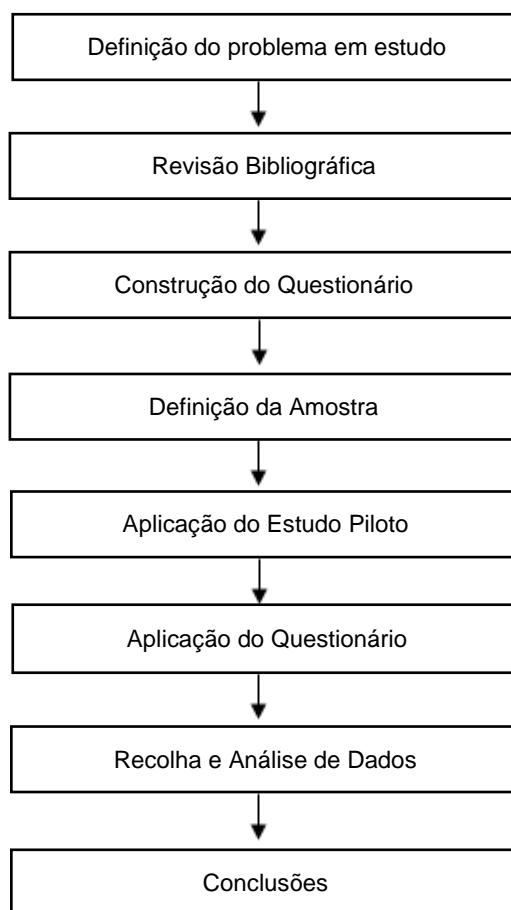 Definição do problema em estudo
Revisão Bibliográfica
Construção do Questionário
Definição da Amostra
Aplicação do Estudo Piloto
Aplicação do Questionário
Recolha e Análise de Dados
Conclusões